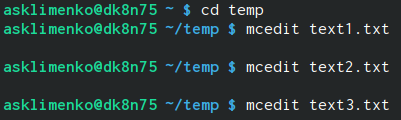 asklimenko@dk8n75 ~ $ cd temp
asklimenko@dk8n75 ~/temp $ mcedit text1.txt
asklimenko@dk8n75 ~/temp $ mcedit text2.txt
asklimenko@dk8n75 ~/temp $ mcedit text3.txt